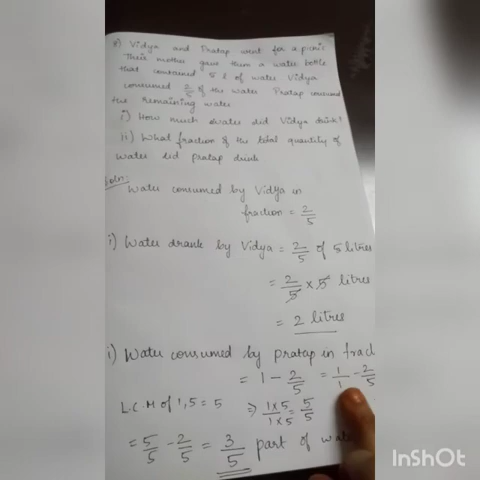 8) Vidya and Pratap went for a picnic
Their mother gave them a water bottle
that contained 5 l of water Vidya
consumed 2/5 of the water Pratap consumed
the remaining water
i) How much water did Vidya drink?
ii) What fraction of the total quantity of
water did pratap drink
Soln:
Water consumed by Vidya in
fraction = 2/5
i) Water drank by Vidya = 2/5 of 5 litres
= 2/5 × 5 litres
= 2 litres
i) Water consumed by pratap in frac
= 1 - 2/5 = 1/1 - 2/5
L.C.M of 1,5 = 5 ⇒ 1×5/1×5 = 5/5
= 5/5 - 2/5 = 3/5 part of wat
InShOt